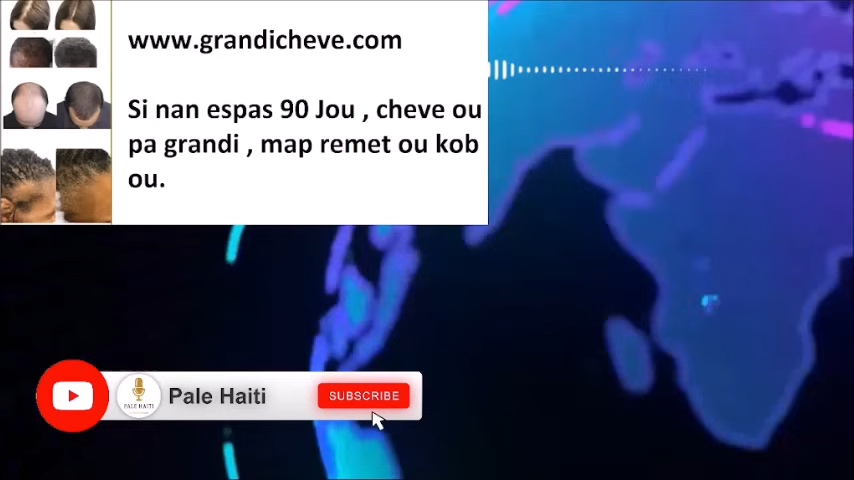 www.grandicheve.com
Si nan espas 90 Jou , cheve ou
pa grandi , map remet ou kob
ou.
PALE HAITI
Pale Haiti
SUBSCRIBE